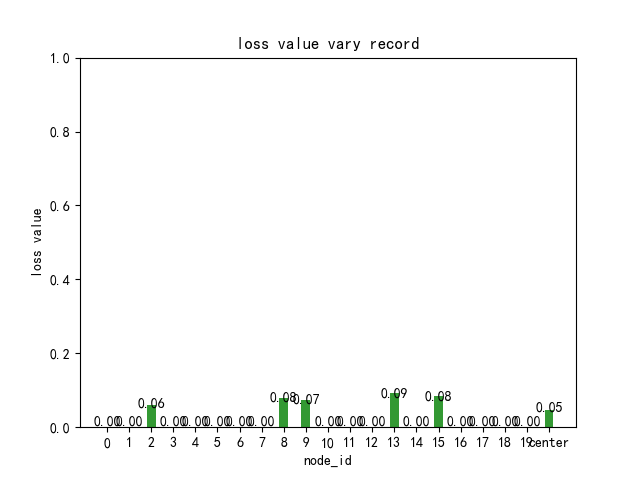 loss value vary record
1.0
0.8
0.6
0.4
0.2
0.0
loss value
0.00 0.00 0.06 0.00 0.00 0.00 0.00 0.00 0.08 0.07 0.00 0.00 0.00 0.09 0.00 0.08 0.00 0.00 0.00 0.00 0.05
0 1 2 3 4 5 6 7 8 9 10 11 12 13 14 15 16 17 18 19 center
node_id